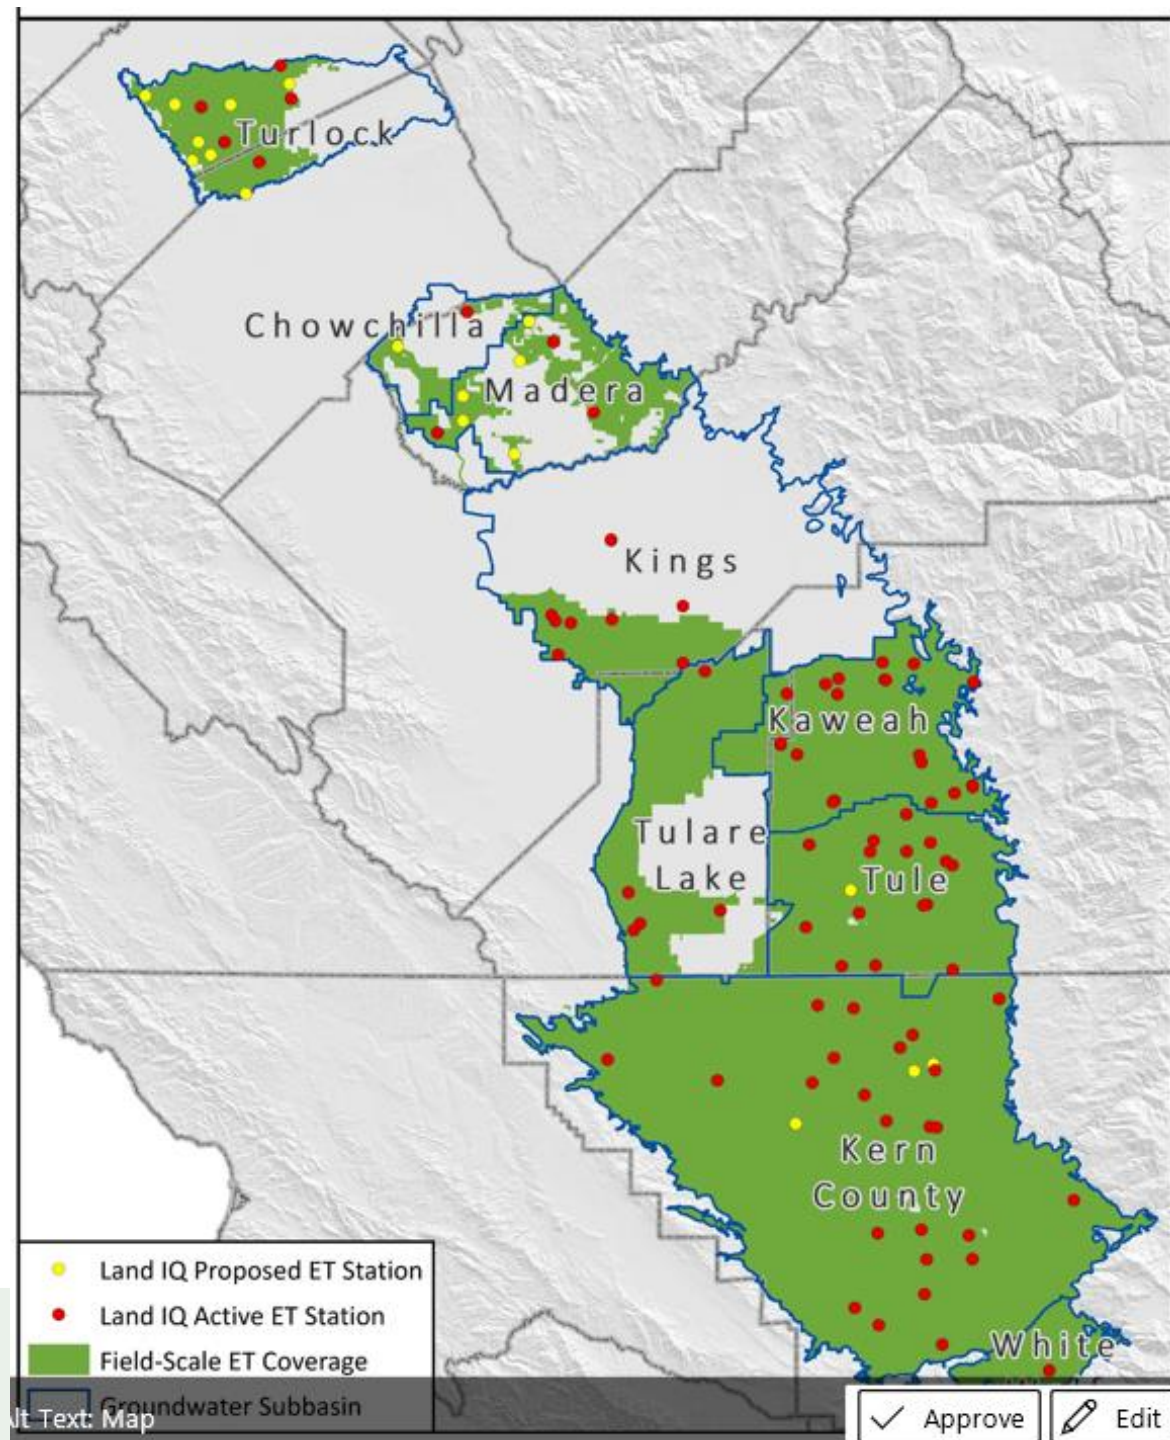 Turlock
Chowchilla
Madera
Kings
Kaweah
Tulare
Lake
Tule
Kern
County
White
Land IQ Proposed ET Station
Land IQ Active ET Station
Field-Scale ET Coverage
Groundwater Subbasin
Alt Text: Map
Approve
Edit